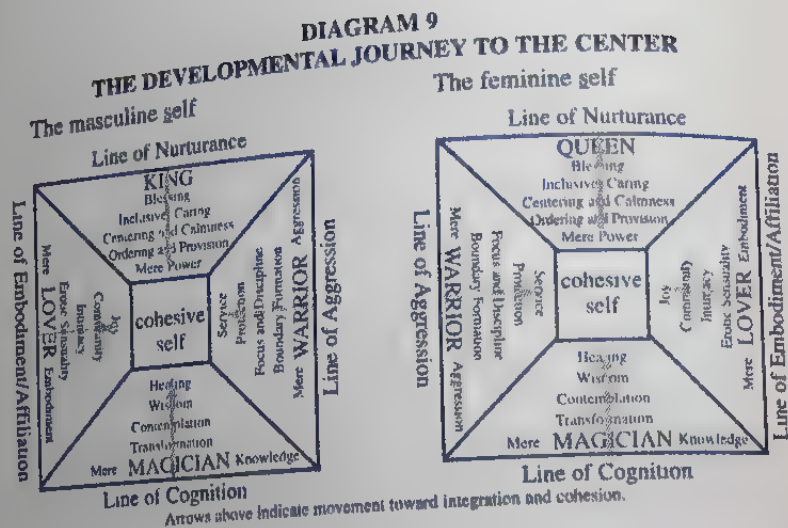 DIAGRAM 9
THE DEVELOPMENTAL JOURNEY TO THE CENTER
The masculine self
Line of Nurturance
KING
Blessing
Inclusive Caring
Centering and Calmness
Ordering and Provision
Mere Power
Line of Embodiment/Affiliation
Mere LOVER Embodiment
Erotic Sensuality
Intimacy
Community
Joy
cohesive
self
Service
Protection
Focus and Discipline
Boundary Formation
Mere WARRIOR Aggression
Line of Aggression
Healing
Wisdom
Contemplation
Transformation
Mere MAGICIAN Knowledge
Line of Cognition
The feminine self
Line of Nurturance
QUEEN
Blessing
Inclusive Caring
Centering and Calmness
Ordering and Provision
Mere Power
Line of Aggression
Mere WARRIOR Aggression
Boundary Formation
Focus and Discipline
Protection
Service
cohesive
self
Joy
Community
Intimacy
Erotic Sensuality
Mere LOVER Embodiment
Line of Embodiment/Affiliation
Healing
Wisdom
Contemplation
Transformation
Mere MAGICIAN Knowledge
Line of Cognition
Arrows above indicate movement toward integration and cohesion.